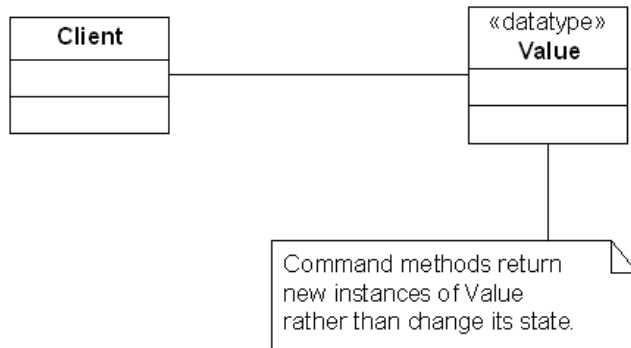 Client
«datatype»
Value
Command methods return
new instances of Value
rather than change its state.